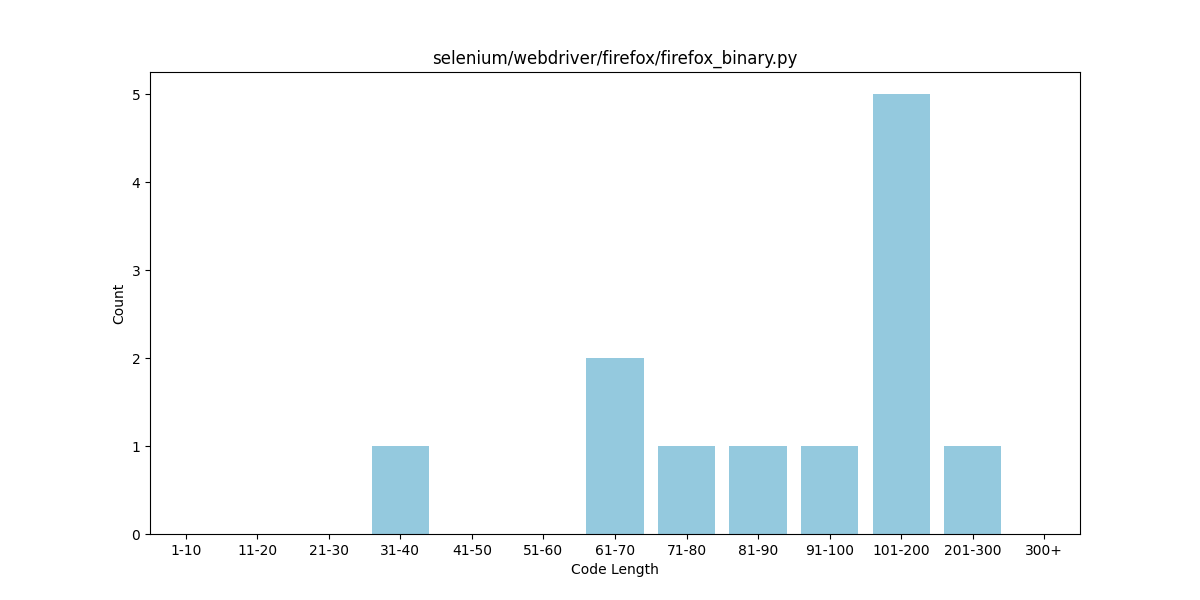 selenium/webdriver/firefox/firefox_binary.py
5
4
3
2
1
0
Count
1-10 11-20 21-30 31-40 41-50 51-60 61-70 71-80 81-90 91-100 101-200 201-300 300+
Code Length